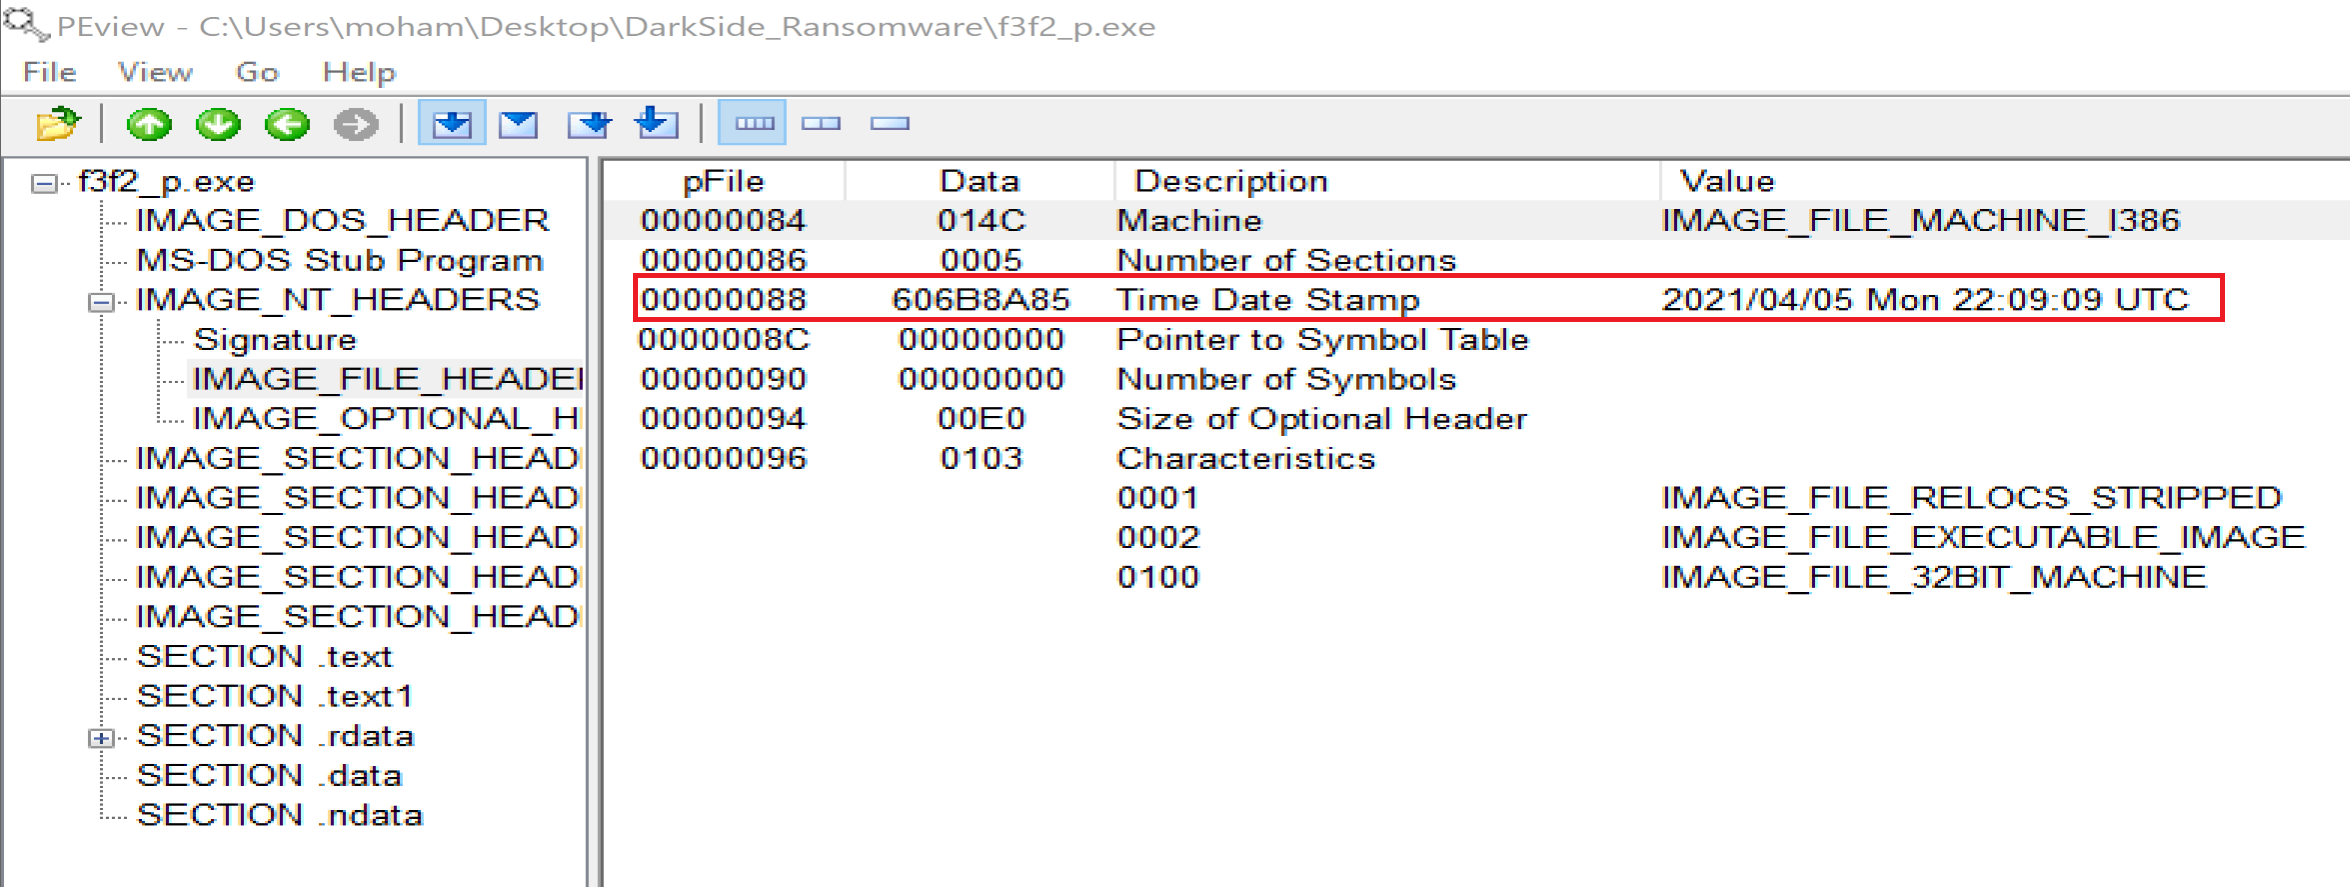 PEview - C:\Users\moham\Desktop\DarkSide_Ransomware\f3f2_p.exe
File View Go Help
f3f2_p.exe
IMAGE_DOS_HEADER
MS-DOS Stub Program
IMAGE_NT_HEADERS
Signature
IMAGE_FILE_HEADE
IMAGE_OPTIONAL_H
IMAGE_SECTION_HEAD
IMAGE_SECTION_HEAD
IMAGE_SECTION_HEAD
IMAGE_SECTION_HEAD
IMAGE_SECTION_HEAD
SECTION .text
SECTION .text1
SECTION .rdata
SECTION .data
SECTION .ndata
pFile Data Description Value
00000084 014C Machine IMAGE_FILE_MACHINE_I386
00000086 0005 Number of Sections
00000088 606B8A85 Time Date Stamp 2021/04/05 Mon 22:09:09 UTC
0000008C 00000000 Pointer to Symbol Table
00000090 00000000 Number of Symbols
00000094 00E0 Size of Optional Header
00000096 0103 Characteristics
0001 IMAGE_FILE_RELOCS_STRIPPED
0002 IMAGE_FILE_EXECUTABLE_IMAGE
0100 IMAGE_FILE_32BIT_MACHINE